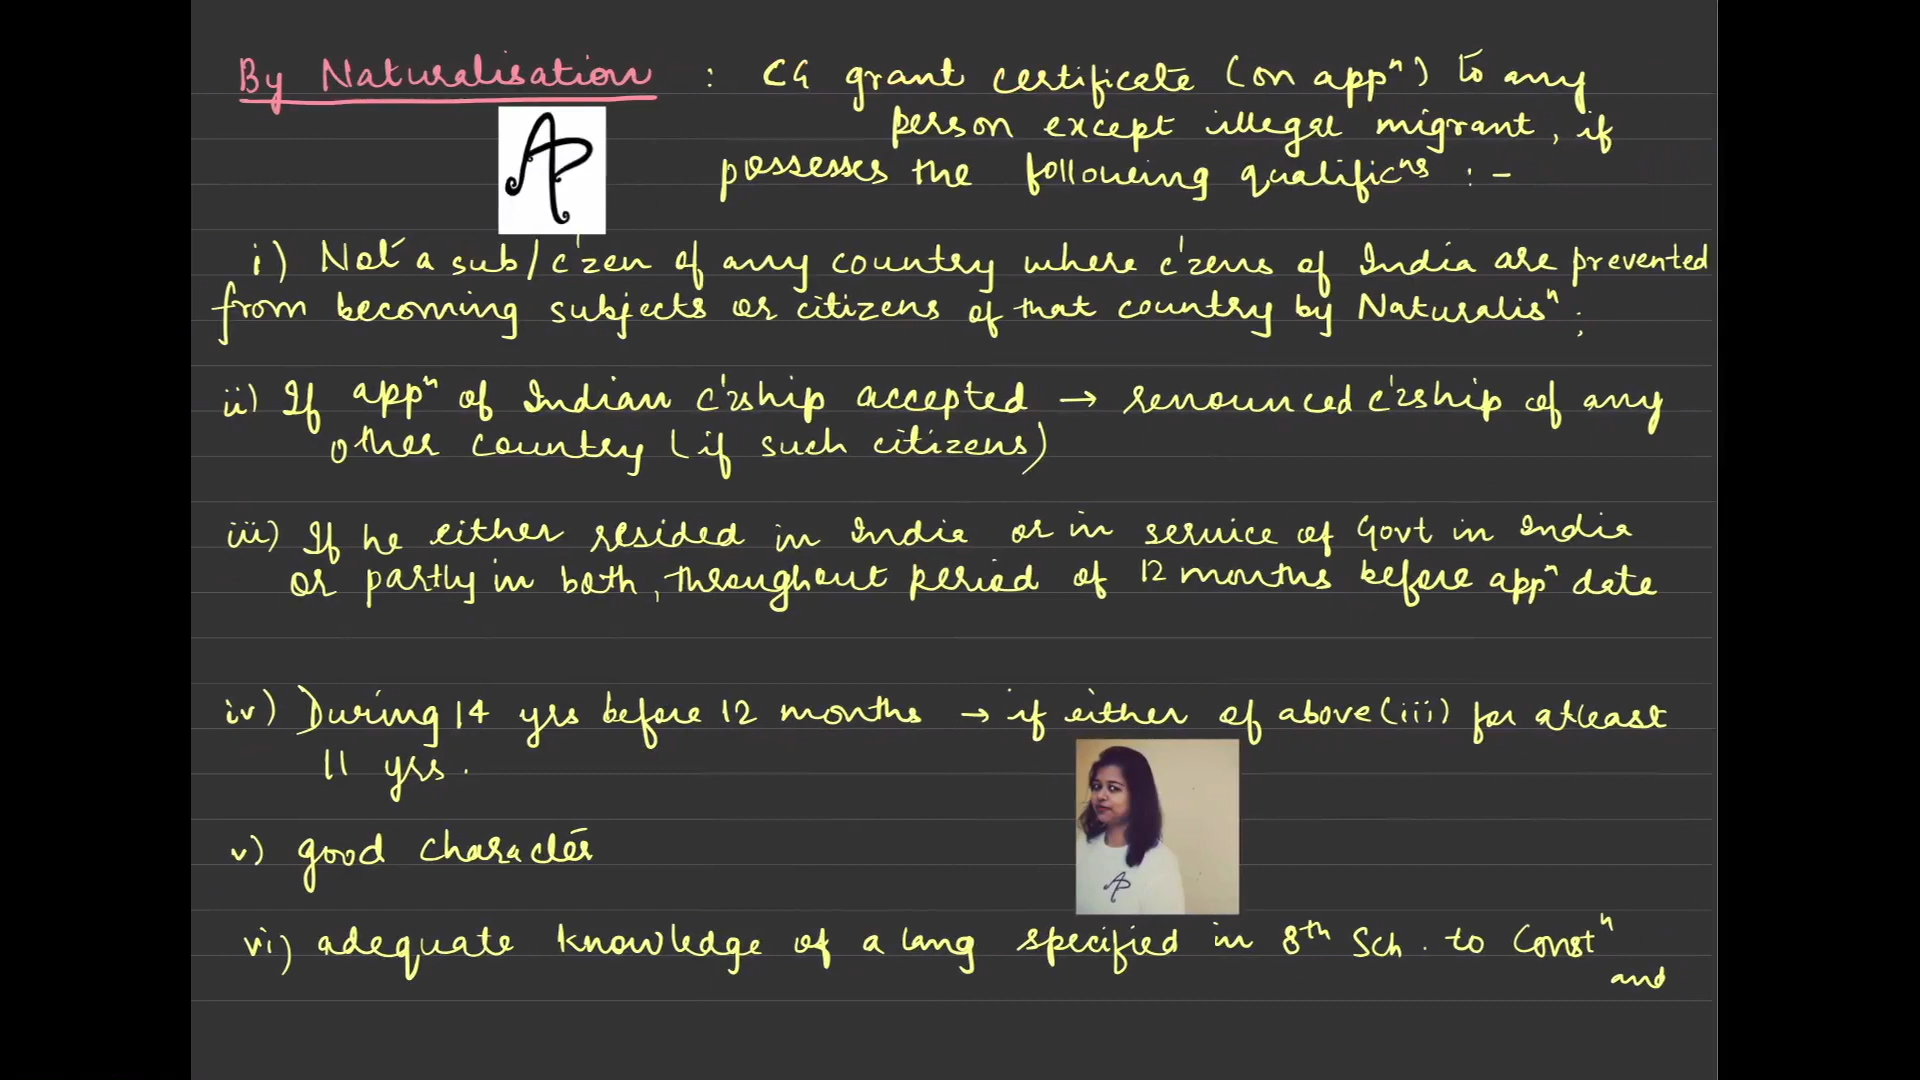 By Naturalisation : CG grant certificate (on appⁿ) to any
person except illegal migrant, if
possesses the following qualificⁿs :-
AP
i) Not a sub/c'zen of any country where c'zens of India are prevented
from becoming subjects or citizens of that country by Naturalisⁿ ;
ii) If appⁿ of Indian c'zship accepted → renounced c'zship of any
other country (if such citizens)
iii) If he either resided in India or in service of Govt in India
or partly in both, throughout period of 12 months before appⁿ date
iv) During 14 yrs before 12 months → if either of above (iii) for atleast
11 yrs.
v) good character
AP
vi) adequate knowledge of a lang specified in 8th Sch. to Constⁿ
and